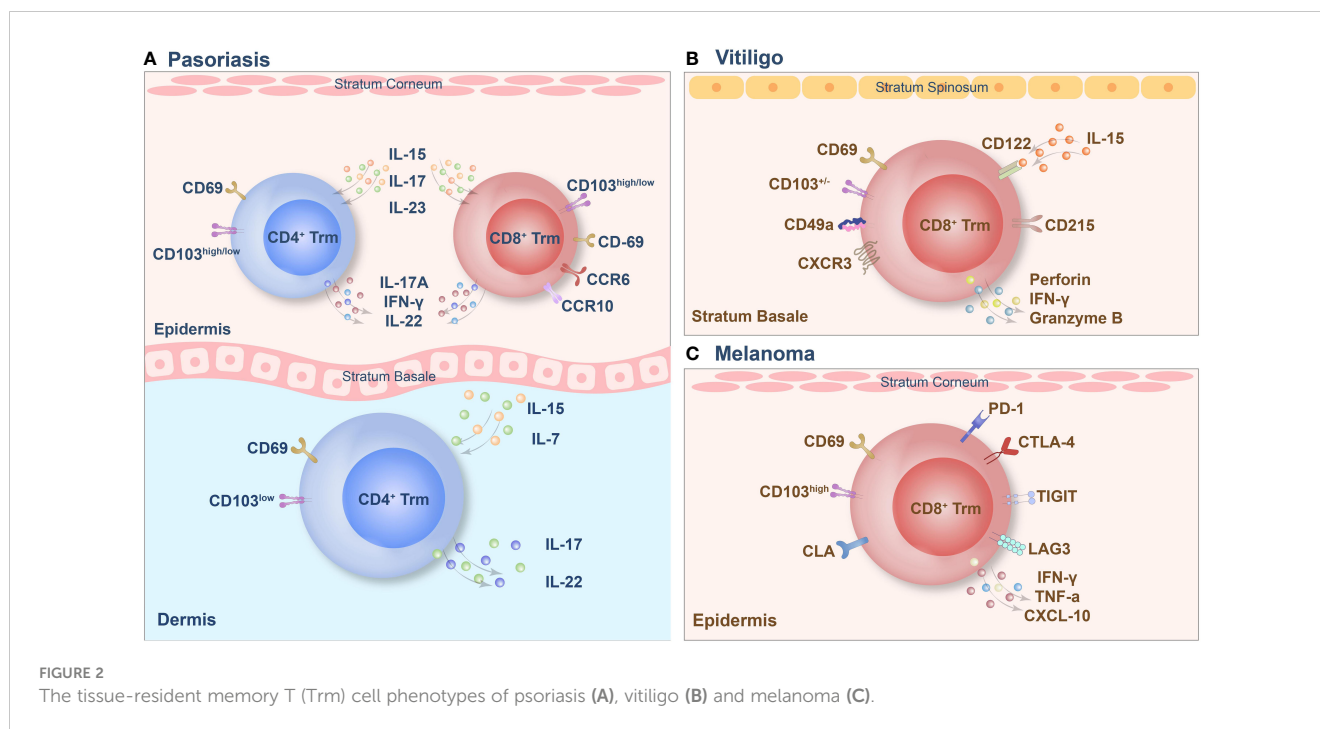 A Pasoriasis
Stratum Corneum
IL-15
IL-17
IL-23
CD69
CD103high/low
CD4+ Trm
CD103high/low
CD-69
CCR6
CCR10
CD8+ Trm
IL-17A
IFN-γ
IL-22
Epidermis
Stratum Basale
IL-15
IL-7
CD69
CD103low
CD4+ Trm
IL-17
IL-22
Dermis
B Vitiligo
Stratum Spinosum
CD69
CD103+/-
CD49a
CXCR3
CD8+ Trm
CD122
IL-15
CD215
Perforin
IFN-γ
Granzyme B
Stratum Basale
C Melanoma
Stratum Corneum
CD69
CD103high
CLA
CD8+ Trm
PD-1
CTLA-4
TIGIT
LAG3
IFN-γ
TNF-a
CXCL-10
Epidermis
FIGURE 2
The tissue-resident memory T (Trm) cell phenotypes of psoriasis (A), vitiligo (B) and melanoma (C).